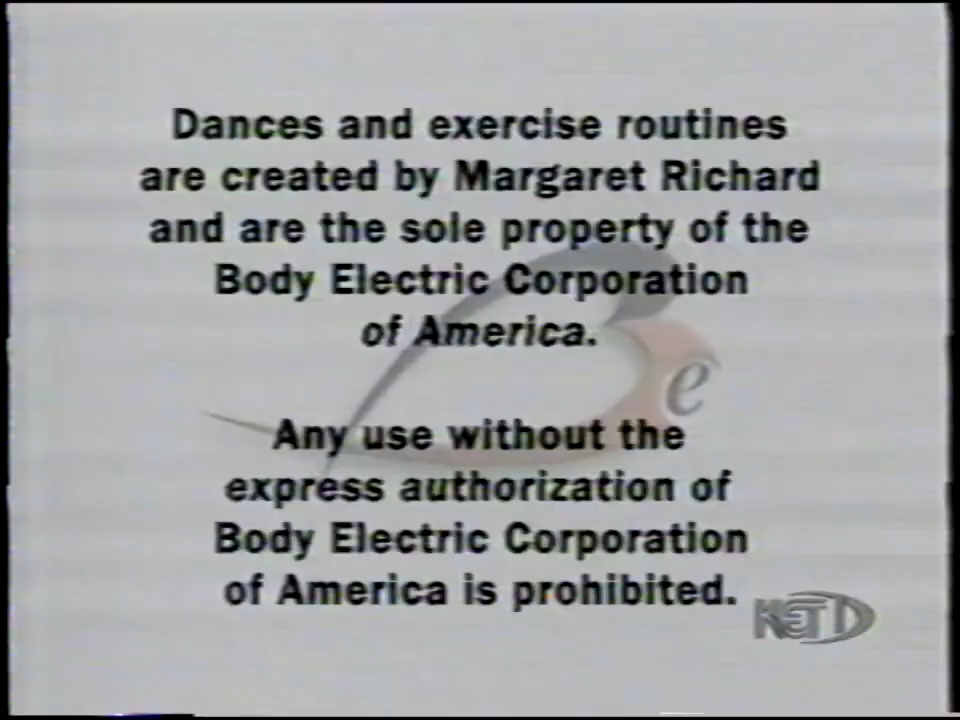 Dances and exercise routines
are created by Margaret Richard
and are the sole property of the
Body Electric Corporation
of America.
e
Any use without the
express authorization of
Body Electric Corporation
of America is prohibited.
KET